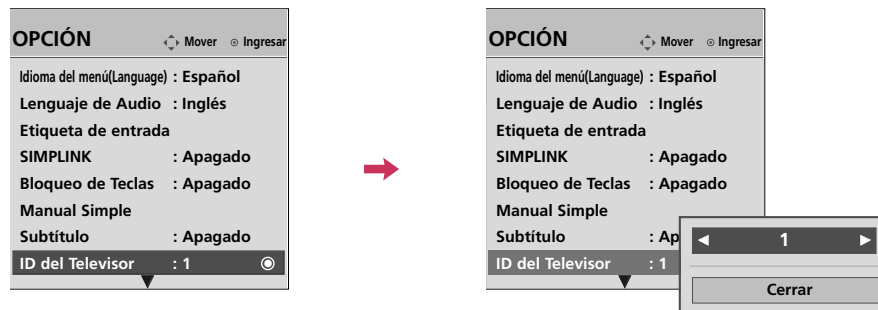 OPCIÓN Mover Ingresar
Idioma del menú(Language) : Español
Lenguaje de Audio : Inglés
Etiqueta de entrada
SIMPLINK : Apagado
Bloqueo de Teclas : Apagado
Manual Simple
Subtítulo : Apagado
ID del Televisor : 1
OPCIÓN Mover Ingresar
Idioma del menú(Language) : Español
Lenguaje de Audio : Inglés
Etiqueta de entrada
SIMPLINK : Apagado
Bloqueo de Teclas : Apagado
Manual Simple
Subtítulo : Ap
ID del Televisor : 1
1
Cerrar